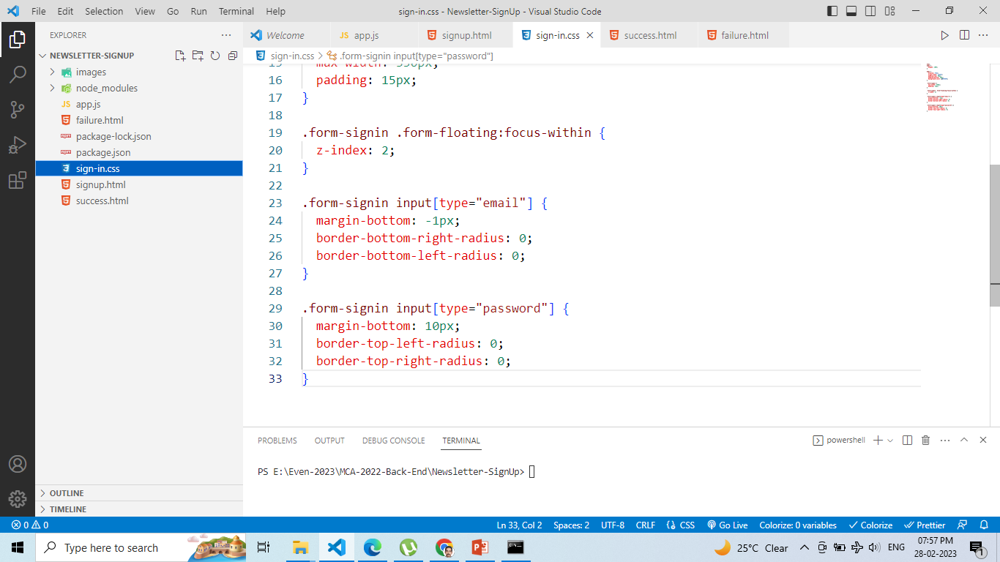 File Edit Selection View Go Run Terminal Help sign-in.css - Newsletter-SignUp - Visual Studio Code
EXPLORER
Welcome
JS app.js
signup.html
sign-in.css
success.html
failure.html
NEWSLETTER-SIGNUP
images
node_modules
JS app.js
failure.html
package-lock.json
package.json
sign-in.css
signup.html
success.html
OUTLINE
TIMELINE
sign-in.css > .form-signin input[type="password"]
15 max-width: 330px;
16 padding: 15px;
17 }
18
19 .form-signin .form-floating:focus-within {
20 z-index: 2;
21 }
22
23 .form-signin input[type="email"] {
24 margin-bottom: -1px;
25 border-bottom-right-radius: 0;
26 border-bottom-left-radius: 0;
27 }
28
29 .form-signin input[type="password"] {
30 margin-bottom: 10px;
31 border-top-left-radius: 0;
32 border-top-right-radius: 0;
33 }
PROBLEMS OUTPUT DEBUG CONSOLE TERMINAL powershell
PS E:\Even-2023\MCA-2022-Back-End\Newsletter-SignUp>
0 0 Ln 33, Col 2 Spaces: 2 UTF-8 CRLF {} CSS Go Live Colorize: 0 variables Colorize Prettier
Type here to search 25°C Clear ENG 07:57 PM
28-02-2023 1